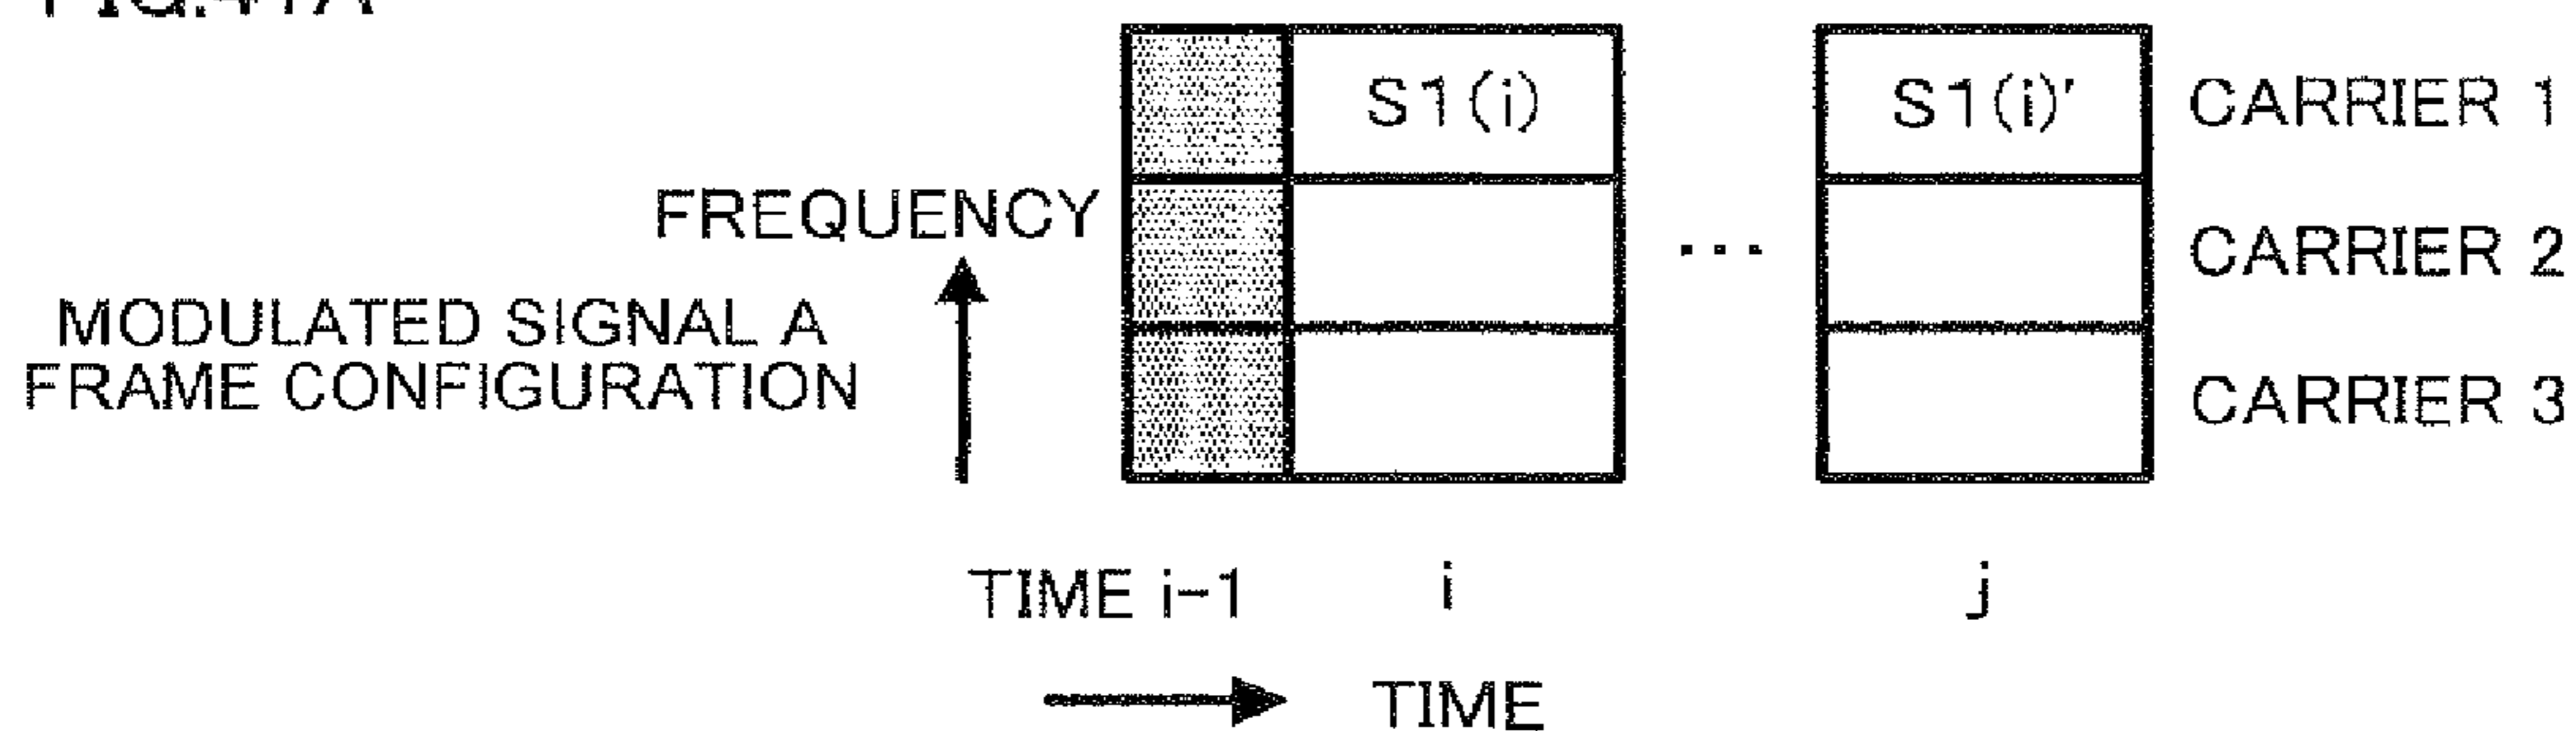 S1(i) S1(i)' CARRIER 1
FREQUENCY ... CARRIER 2
MODULATED SIGNAL A
FRAME CONFIGURATION CARRIER 3
TIME i-1 i j
TIME